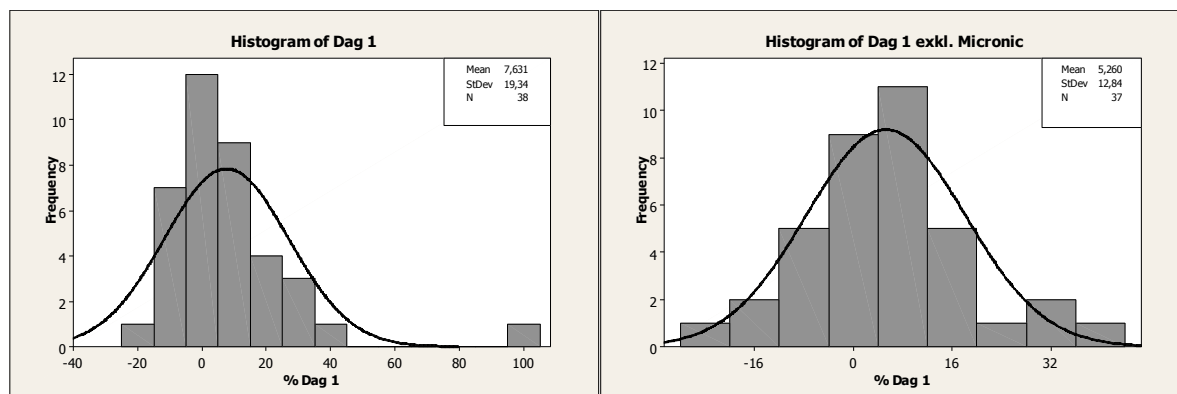 Histogram of Dag 1
Mean 7,631
StDev 19,34
N 38
Frequency
12
10
8
6
4
2
0
-40 -20 0 20 40 60 80 100
% Dag 1
Histogram of Dag 1 exkl. Micronic
Mean 5,260
StDev 12,84
N 37
Frequency
12
10
8
6
4
2
0
-16 0 16 32
% Dag 1